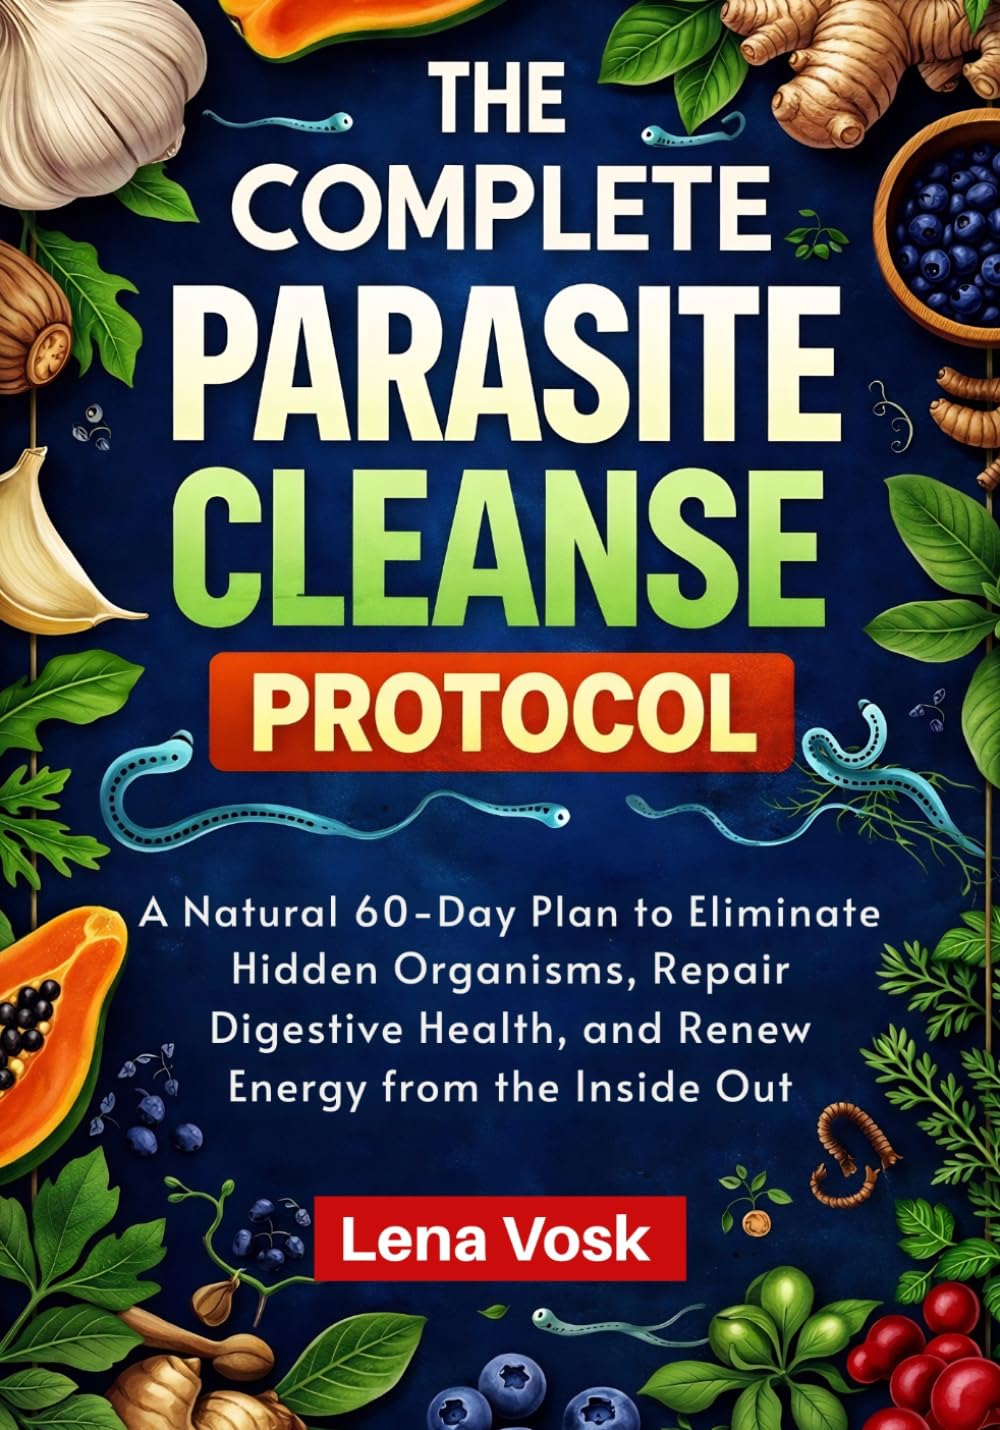 THE
COMPLETE
PARASITE
CLEANSE
PROTOCOL
A Natural 60-Day Plan to Eliminate
Hidden Organisms, Repair
Digestive Health, and Renew
Energy from the Inside Out
Lena Vosk